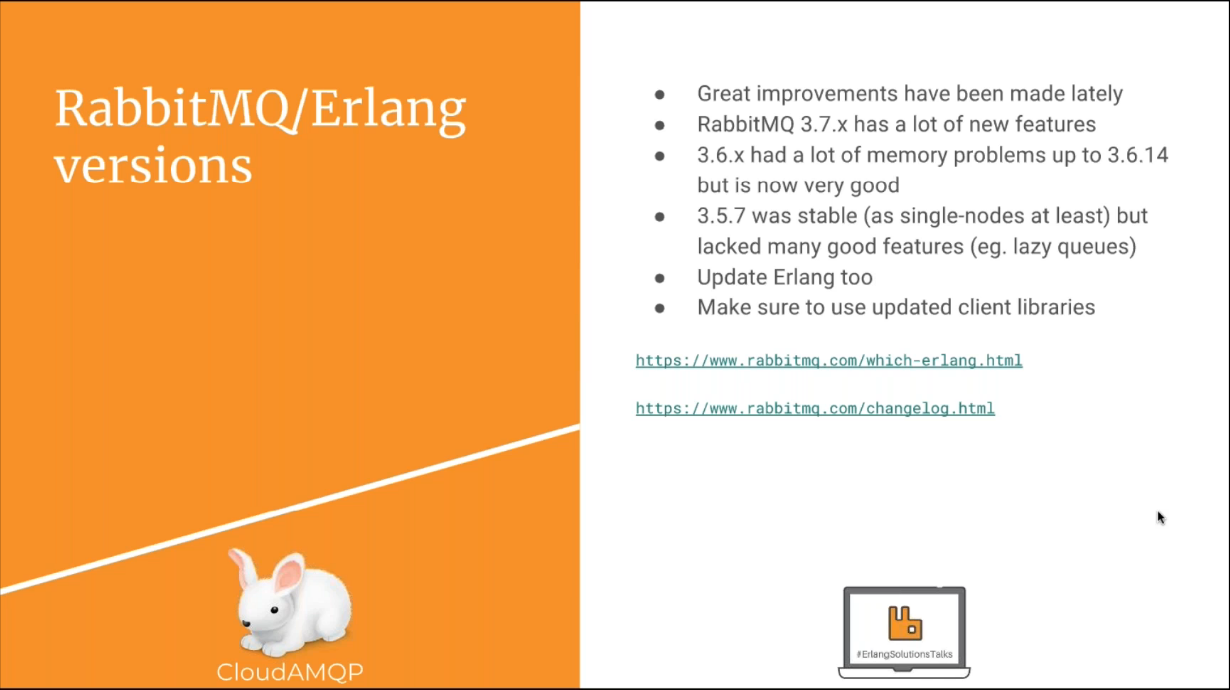 RabbitMQ/Erlang
versions
● Great improvements have been made lately
● RabbitMQ 3.7.x has a lot of new features
● 3.6.x had a lot of memory problems up to 3.6.14
but is now very good
● 3.5.7 was stable (as single-nodes at least) but
lacked many good features (eg. lazy queues)
● Update Erlang too
● Make sure to use updated client libraries
https://www.rabbitmq.com/which-erlang.html
https://www.rabbitmq.com/changelog.html
CloudAMQP
#ErlangSolutionsTalks